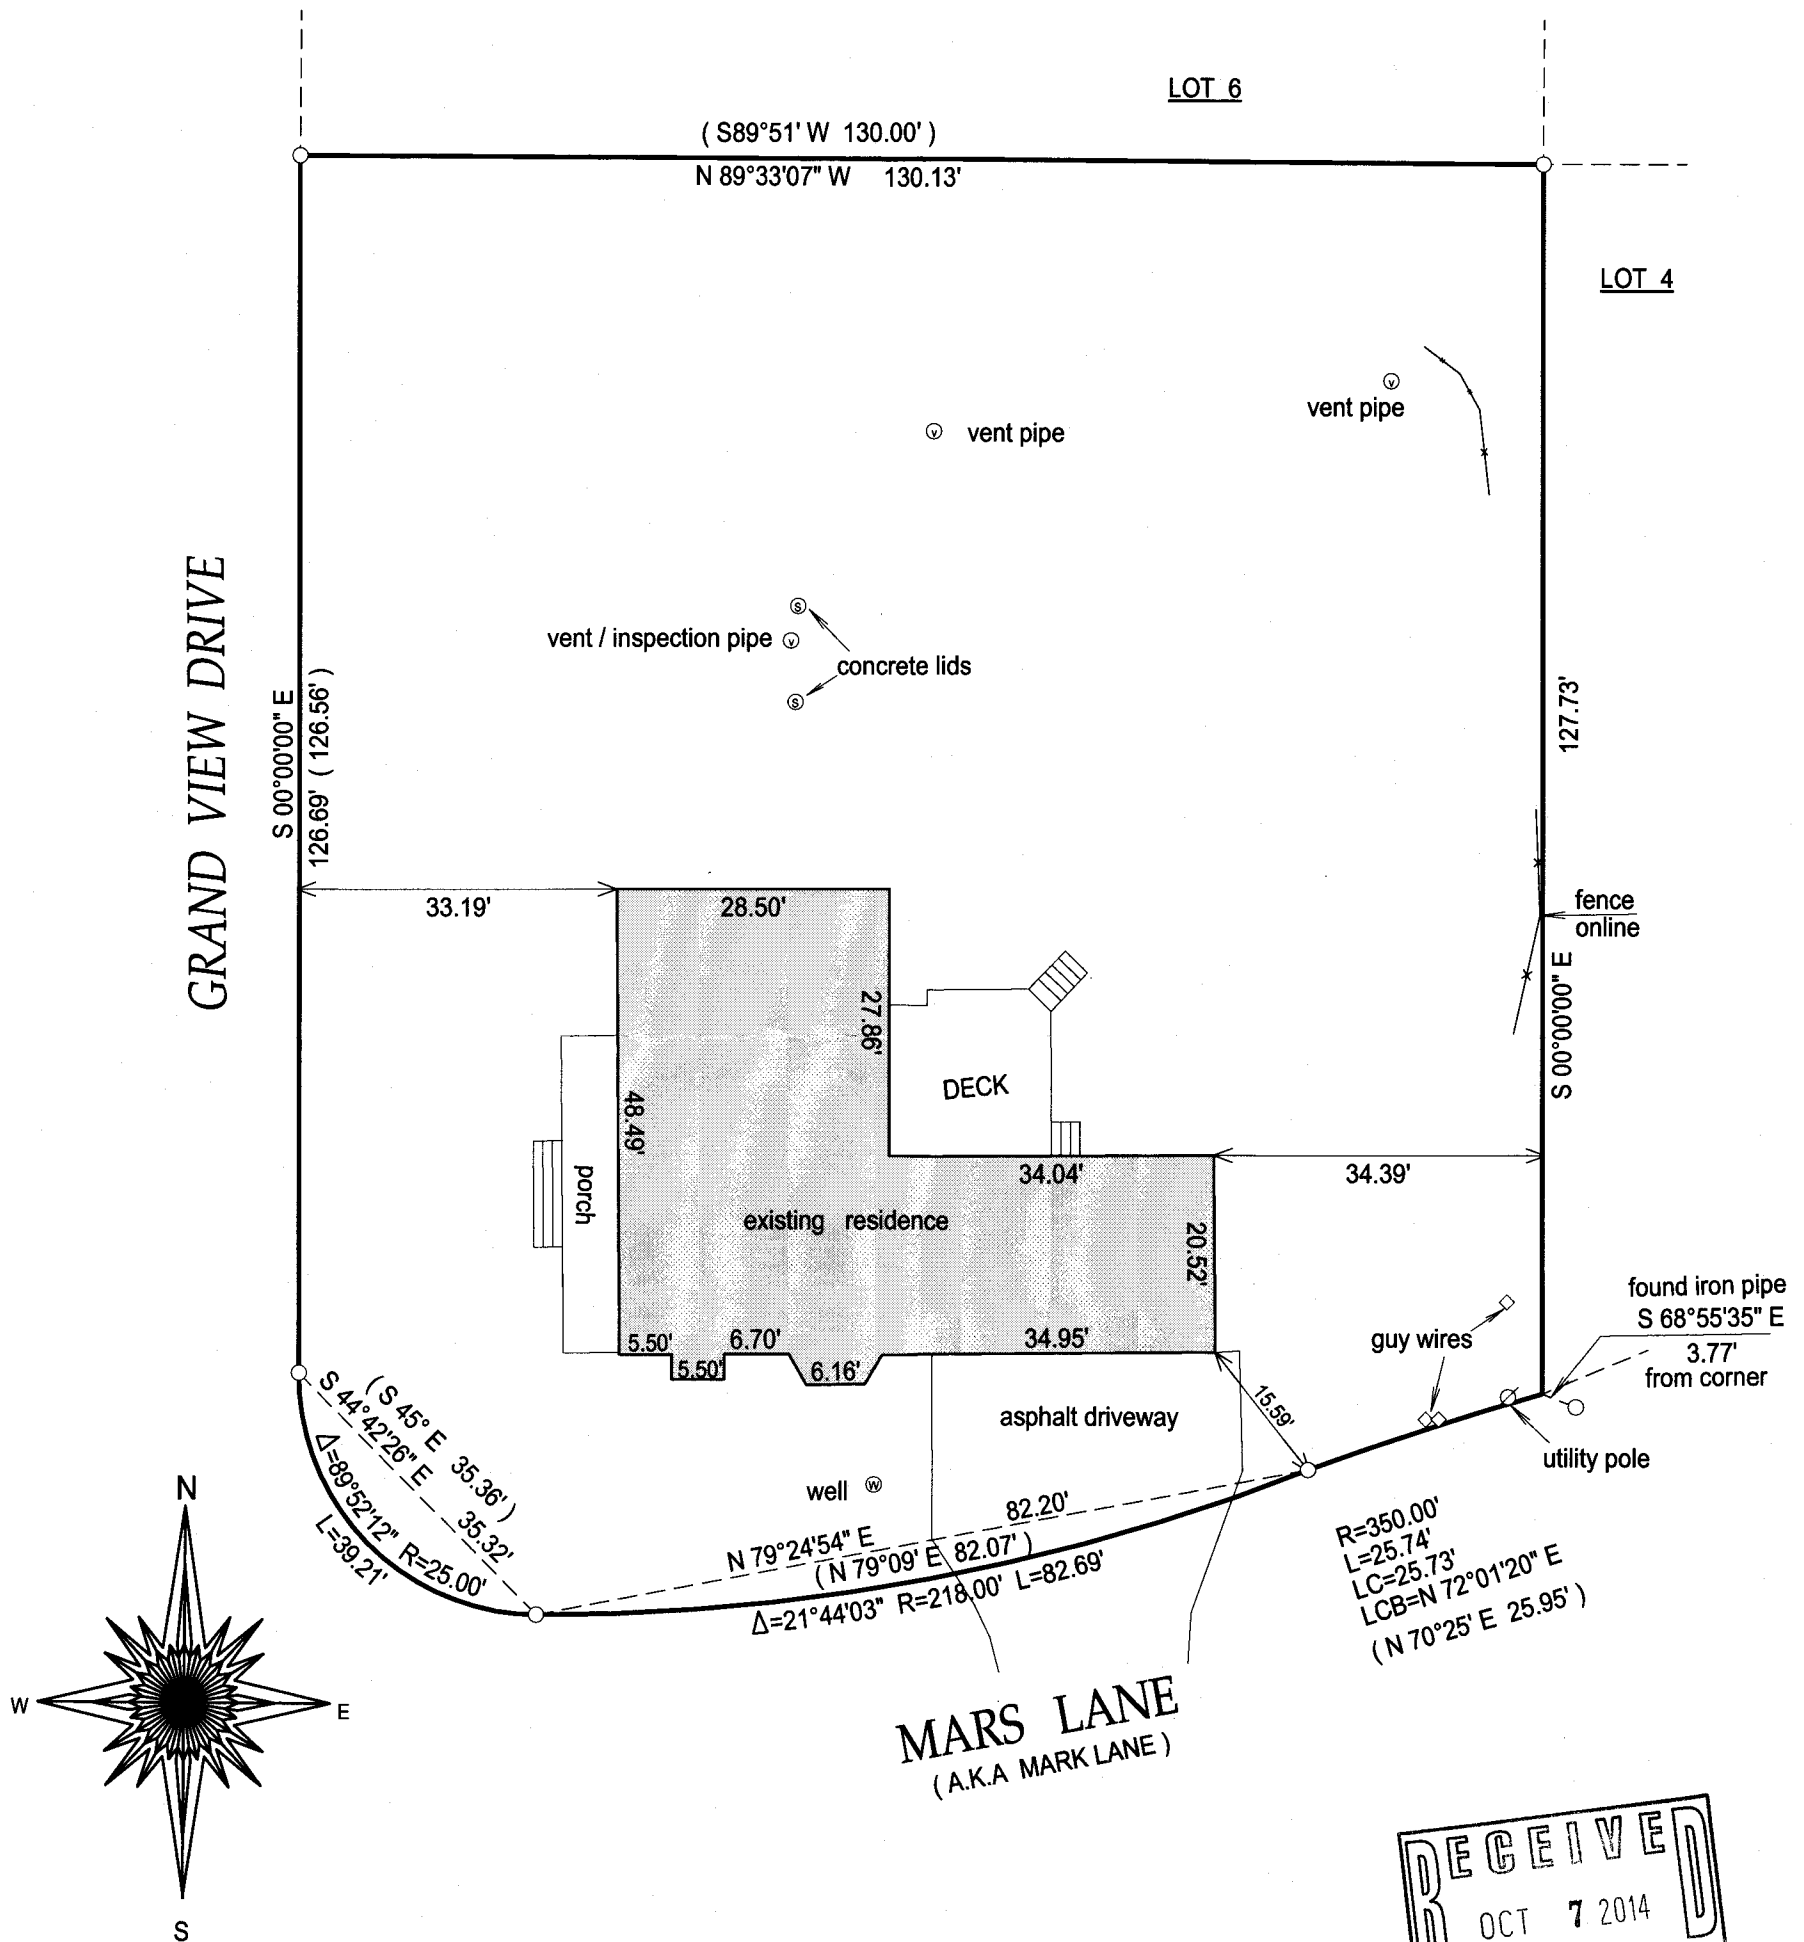 LOT 6
( S89°51' W 130.00' )
N 89°33'07" W 130.13'
LOT 4
vent pipe
v
v
vent pipe
GRAND VIEW DRIVE
S 00°00'00" E
126.69' ( 126.56' )
s
vent / inspection pipe
v
concrete lids
s
127.73'
S 00°00'00" E
33.19'
28.50'
fence
online
27.86'
DECK
48.49'
porch
34.04'
34.39'
existing residence
20.52'
found iron pipe
S 68°55'35" E
3.77'
from corner
guy wires
5.50'
6.70'
34.95'
5.50'
6.16'
15.59'
asphalt driveway
utility pole
( S 45° E 35.36' )
S 44°42'26" E 35.32'
Δ=89°52'12" R=25.00'
L=39.21'
well
w
82.20'
N 79°24'54" E
( N 79°09' E 82.07' )
Δ=21°44'03" R=218.00' L=82.69'
R=350.00'
L=25.74'
LC=25.73'
LCB=N 72°01'20" E
( N 70°25' E 25.95' )
N
W
E
S
MARS LANE
( A.K.A MARK LANE )
RECEIVED
OCT 7 2014